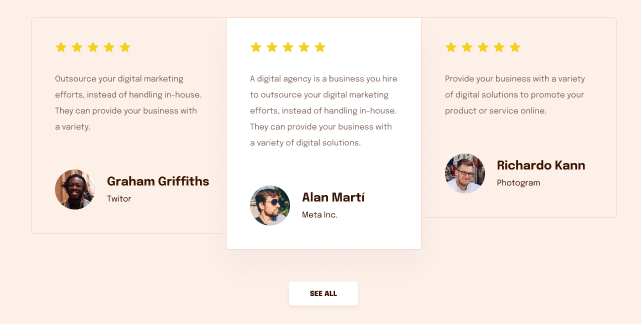 Outsource your digital marketing
efforts, instead of handling in-house.
They can provide your business with
a variety.
Graham Griffiths
Twitor
A digital agency is a business you hire
to outsource your digital marketing
efforts, instead of handling in-house.
They can provide your business with
a variety of digital solutions.
Alan Martí
Meta Inc.
Provide your business with a variety
of digital solutions to promote your
product or service online.
Richardo Kann
Photogram
SEE ALL